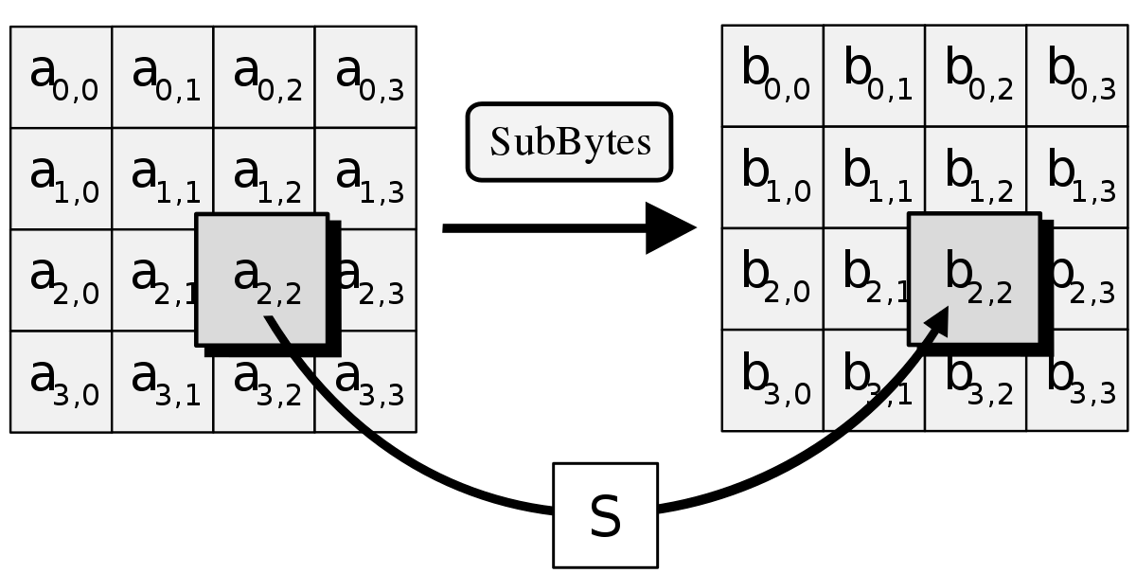 a0,0 a0,1 a0,2 a0,3
a1,0 a1,1 a1,2 a1,3
a2,0 a2,1 a2,2 a2,3
a3,0 a3,1 a3,2 a3,3
SubBytes
b0,0 b0,1 b0,2 b0,3
b1,0 b1,1 b1,2 b1,3
b2,0 b2,1 b2,2 b2,3
b3,0 b3,1 b3,2 b3,3
S